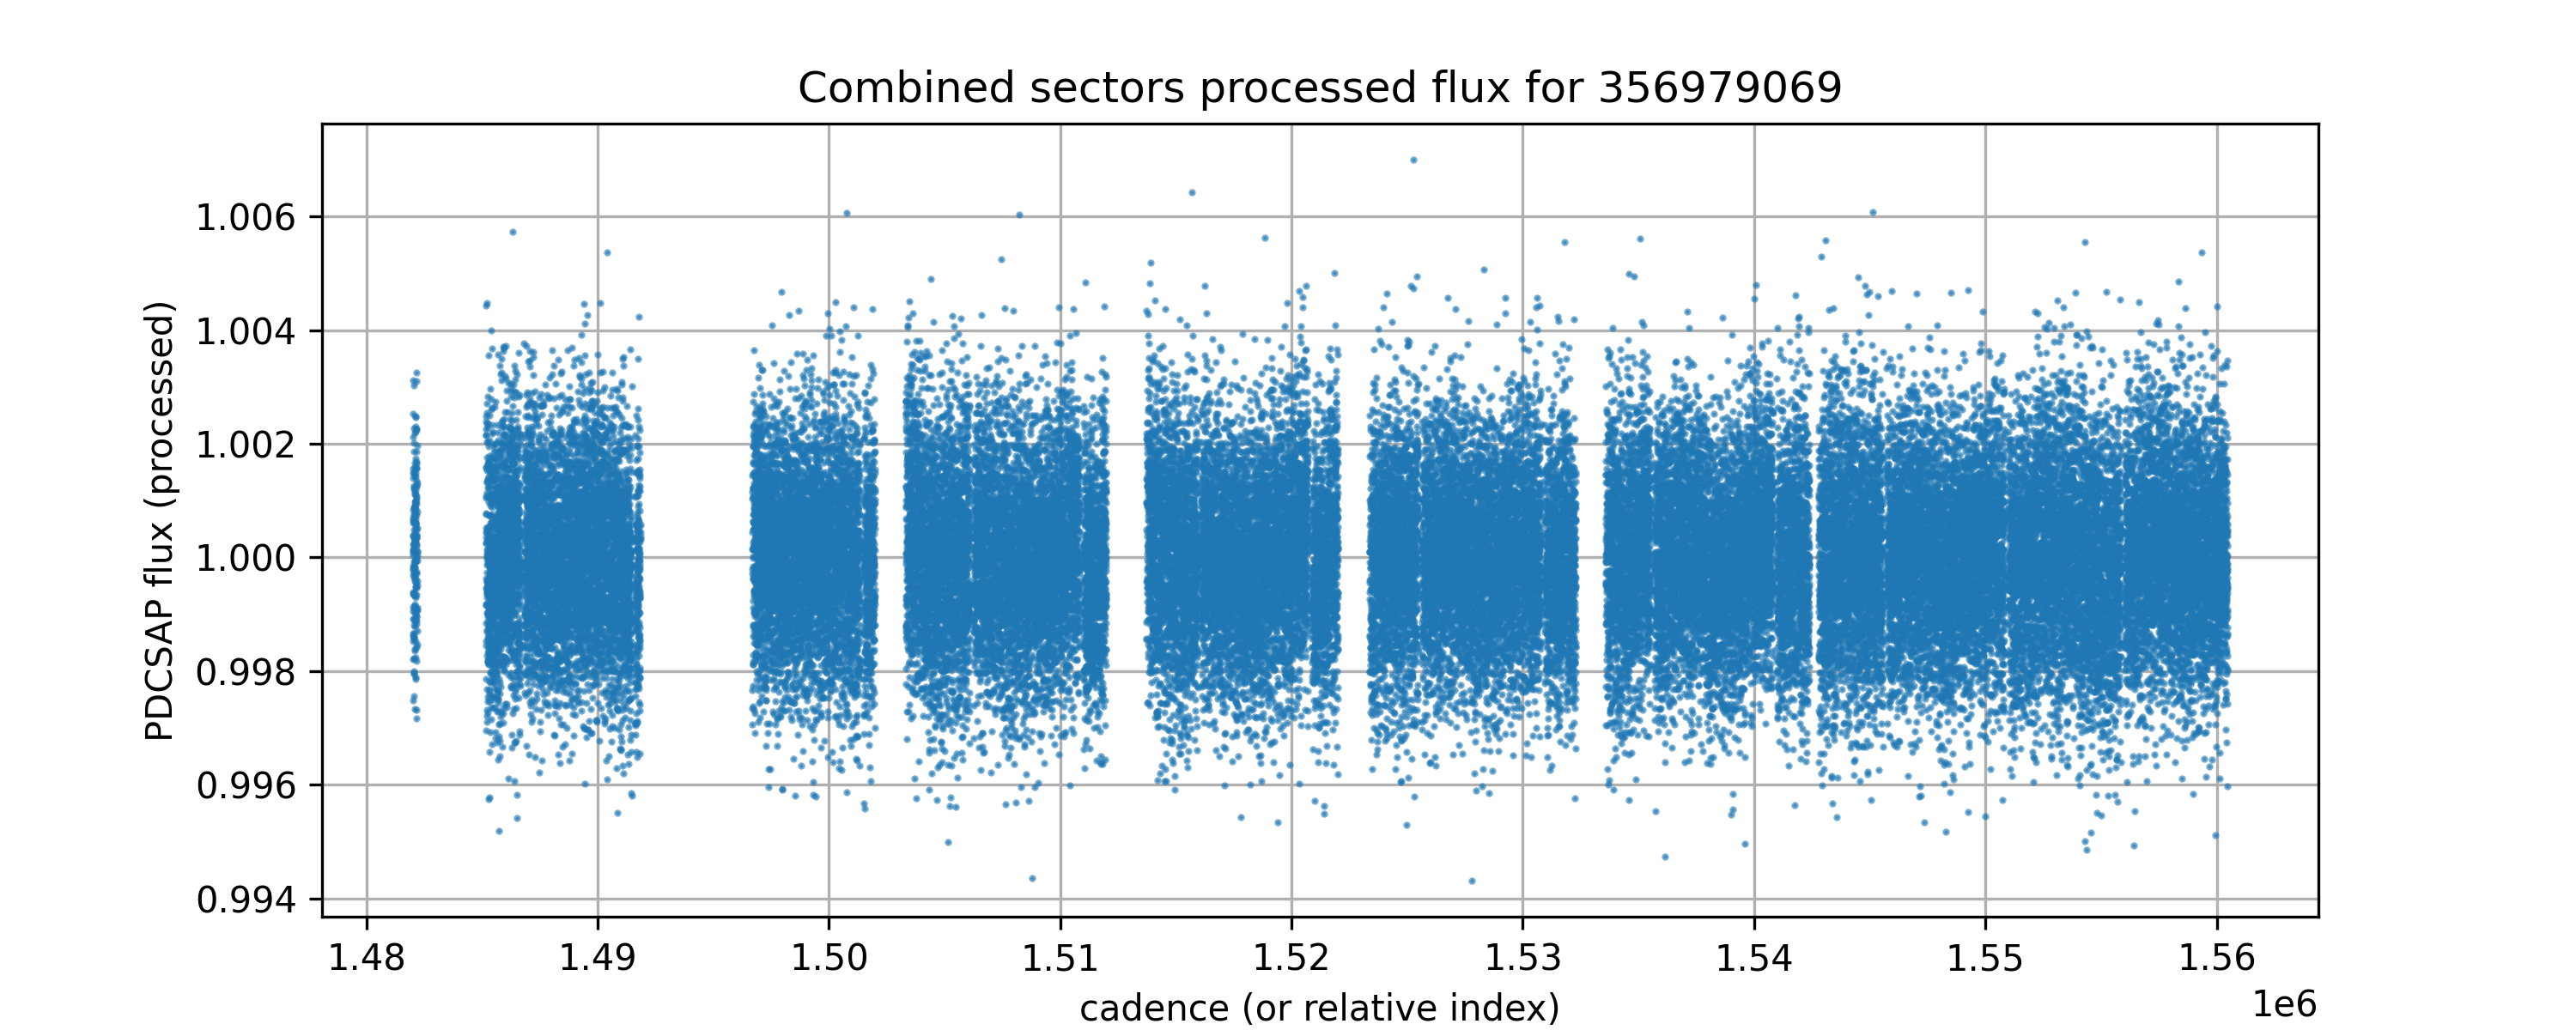 Combined sectors processed flux for 356979069
PDCSAP flux (processed)
1.006
1.004
1.002
1.000
0.998
0.996
0.994
1.48 1.49 1.50 1.51 1.52 1.53 1.54 1.55 1.56
1e6
cadence (or relative index)